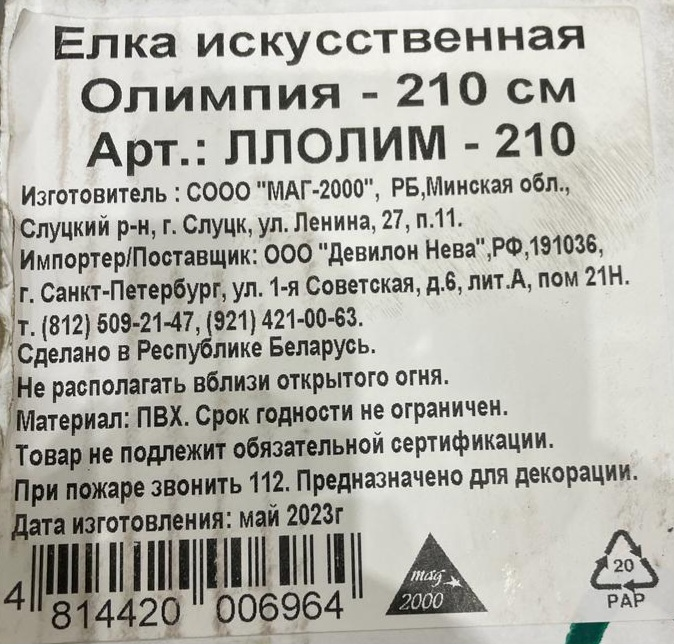 Елка искусственная
Олимпия - 210 см
Арт.: ЛЛОЛИМ - 210
Изготовитель : СООО "МАГ-2000", РБ,Минская обл.,
Слуцкий р-н, г. Слуцк, ул. Ленина, 27, п.11.
Импортер/Поставщик: ООО "Девилон Нева",РФ,191036,
г. Санкт-Петербург, ул. 1-я Советская, д.6, лит.А, пом 21Н.
т. (812) 509-21-47, (921) 421-00-63.
Сделано в Республике Беларусь.
Не располагать вблизи открытого огня.
Материал: ПВХ. Срок годности не ограничен.
Товар не подлежит обязательной сертификации.
При пожаре звонить 112. Предназначено для декорации.
Дата изготовления: май 2023г
4 814420 006964
mag
2000
20
PAP